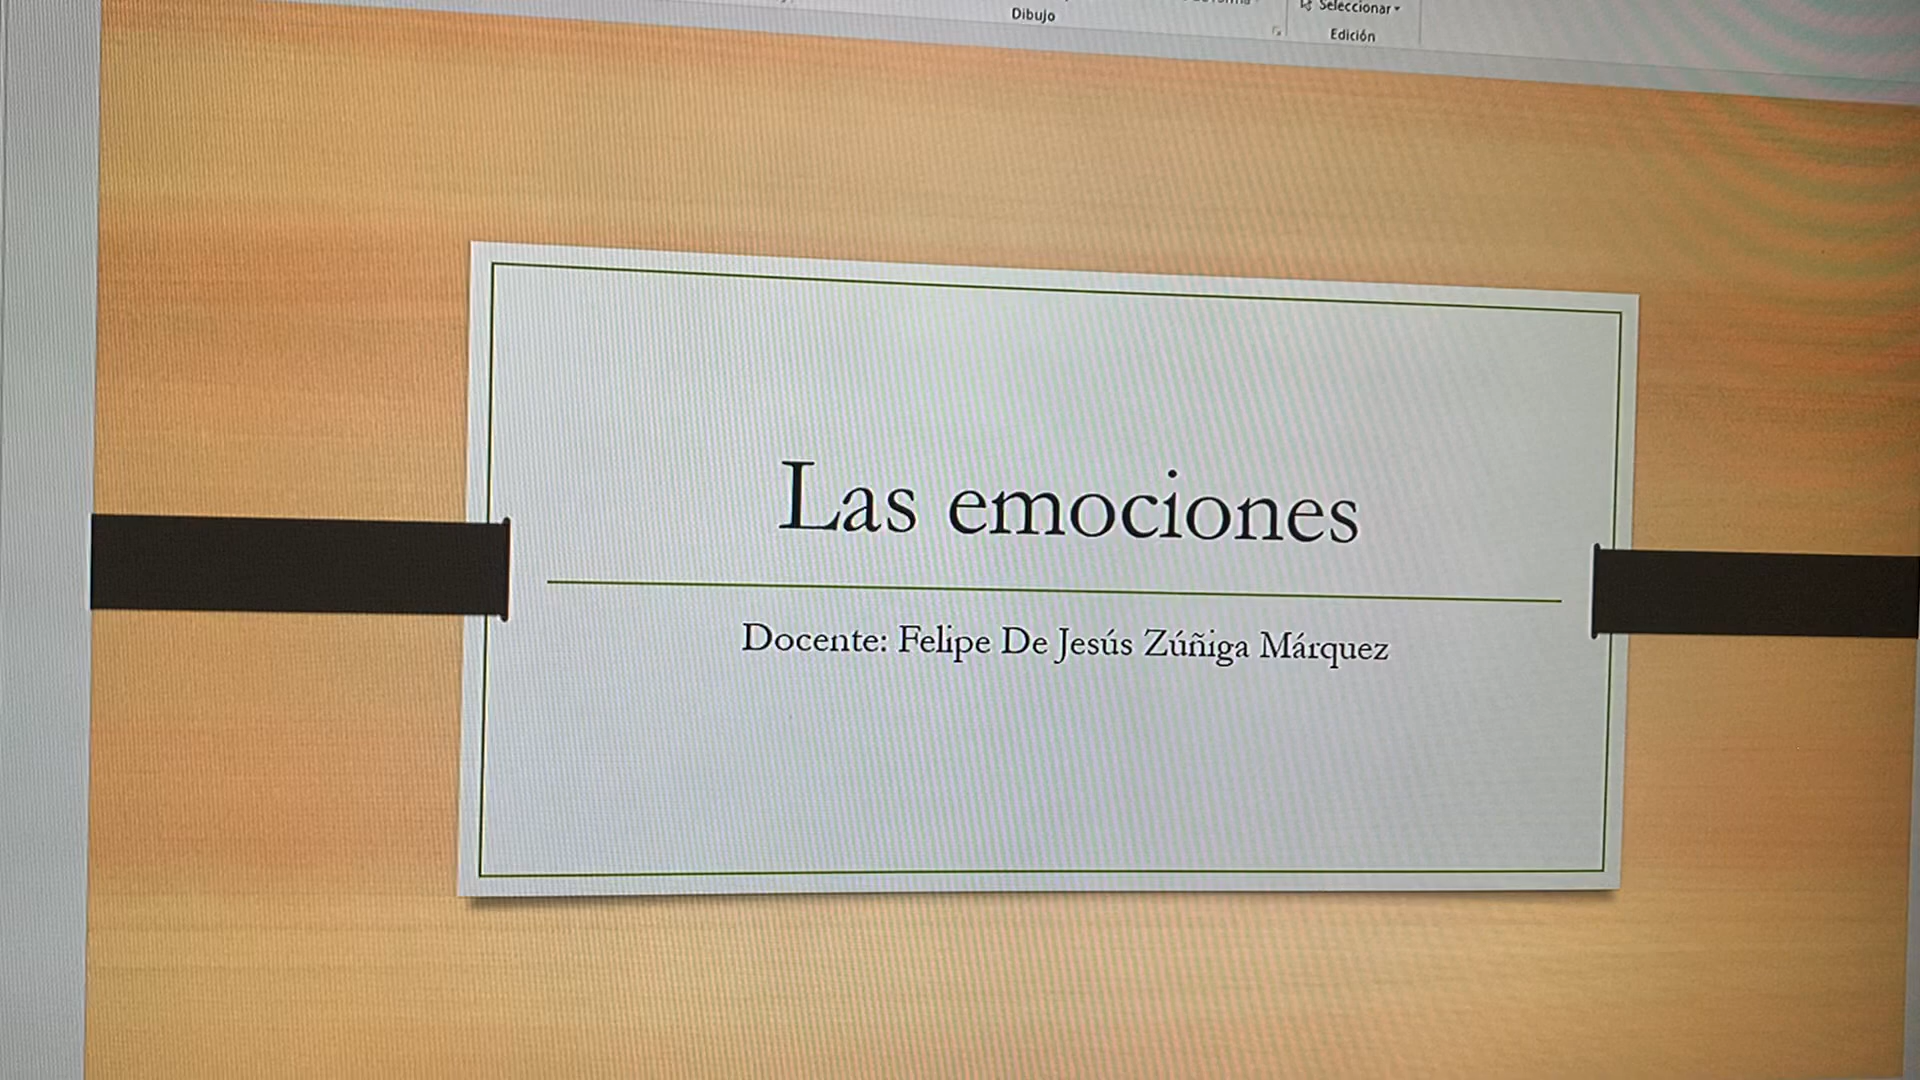 Dibujo
Seleccionar
Edición
Las emociones
Docente: Felipe De Jesús Zúñiga Márquez